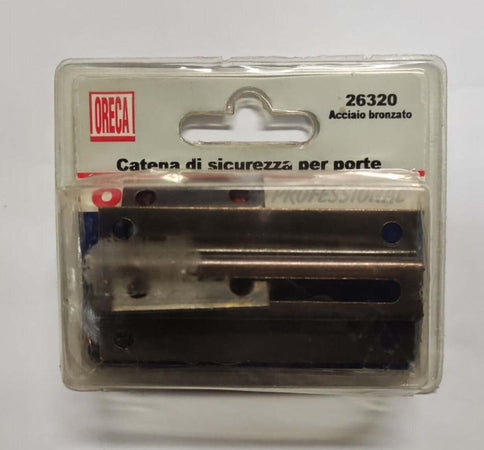 ORECA
26320
Acciaio bronzato
Catena di sicurezza per porte
PROFESSIONAL